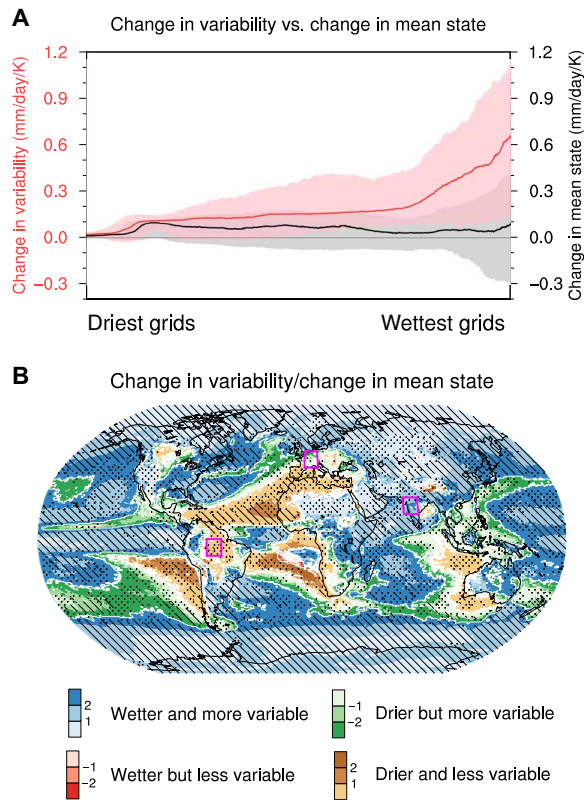 A
Change in variability vs. change in mean state
Change in variability (mm/day/K)
1.2
0.9
0.6
0.3
0.0
−0.3
1.2
0.9
0.6
0.3
0.0
−0.3
Change in mean state (mm/day/K)
Driest grids
Wettest grids
B
Change in variability/change in mean state
2
1
Wetter and more variable
-1
-2
Drier but more variable
-1
-2
Wetter but less variable
2
1
Drier and less variable